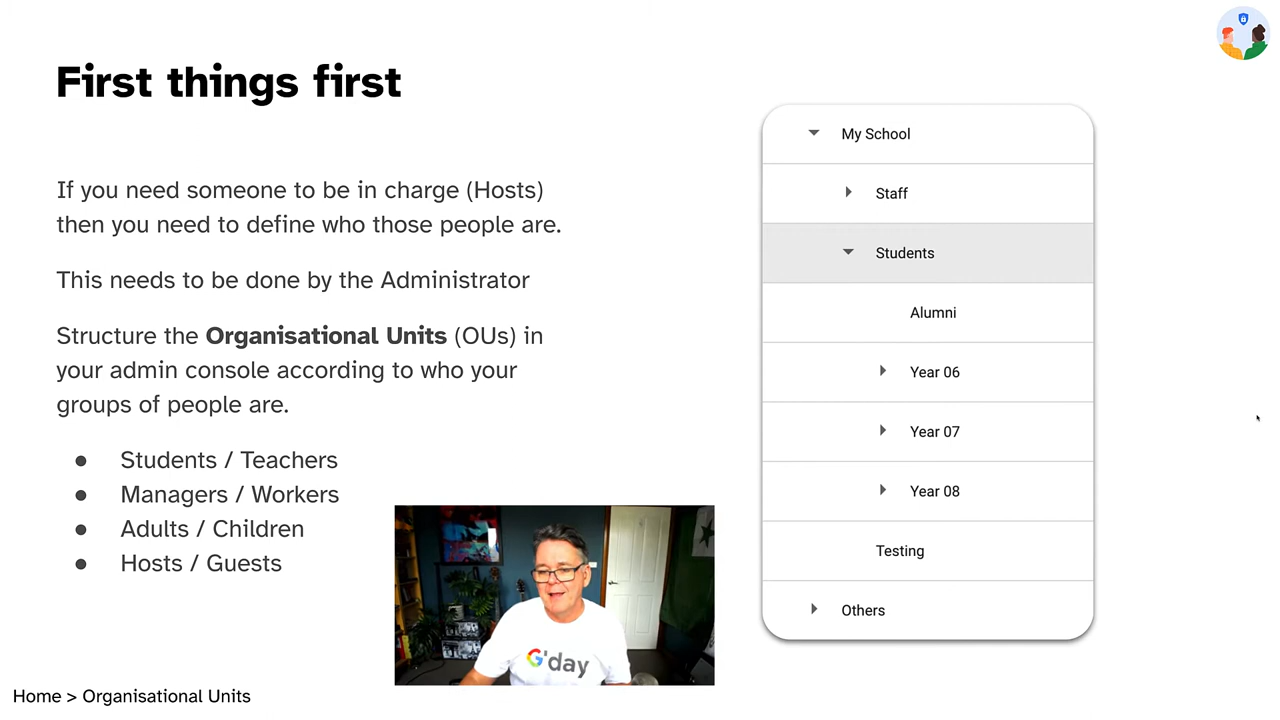 First things first
If you need someone to be in charge (Hosts)
then you need to define who those people are.
This needs to be done by the Administrator
Structure the Organisational Units (OUs) in
your admin console according to who your
groups of people are.
● Students / Teachers
● Managers / Workers
● Adults / Children
● Hosts / Guests
My School
Staff
Students
Alumni
Year 06
Year 07
Year 08
Testing
Others
G'day
Home > Organisational Units